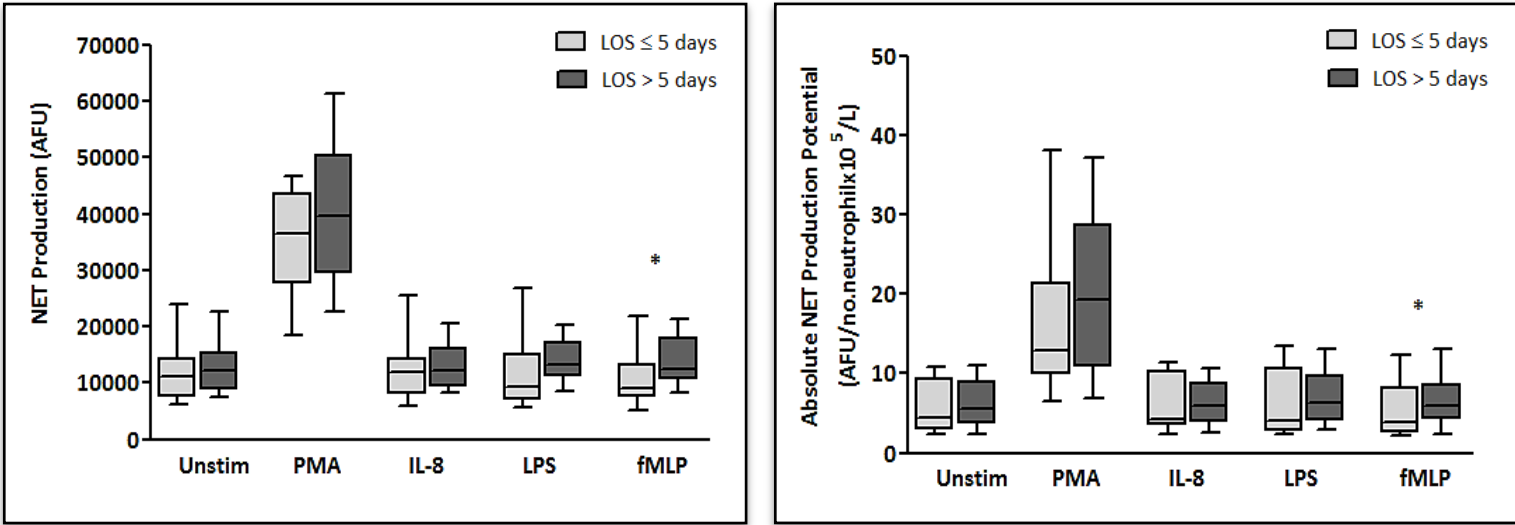 NET Production (AFU)
70000
60000
50000
40000
30000
20000
10000
0
LOS ≤ 5 days
LOS > 5 days
*
Unstim PMA IL-8 LPS fMLP
Absolute NET Production Potential
(AFU/no.neutrophilx10 5 /L)
50
40
30
20
10
0
LOS ≤ 5 days
LOS > 5 days
*
Unstim PMA IL-8 LPS fMLP